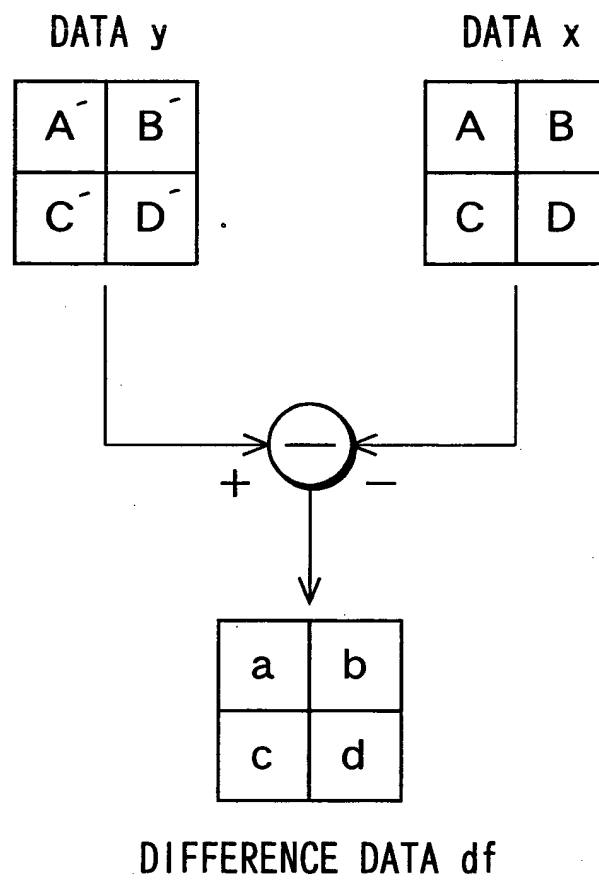 DATA y
DATA x
A´ B´
C´ D´
A B
C D
—
+ −
a b
c d
DIFFERENCE DATA df